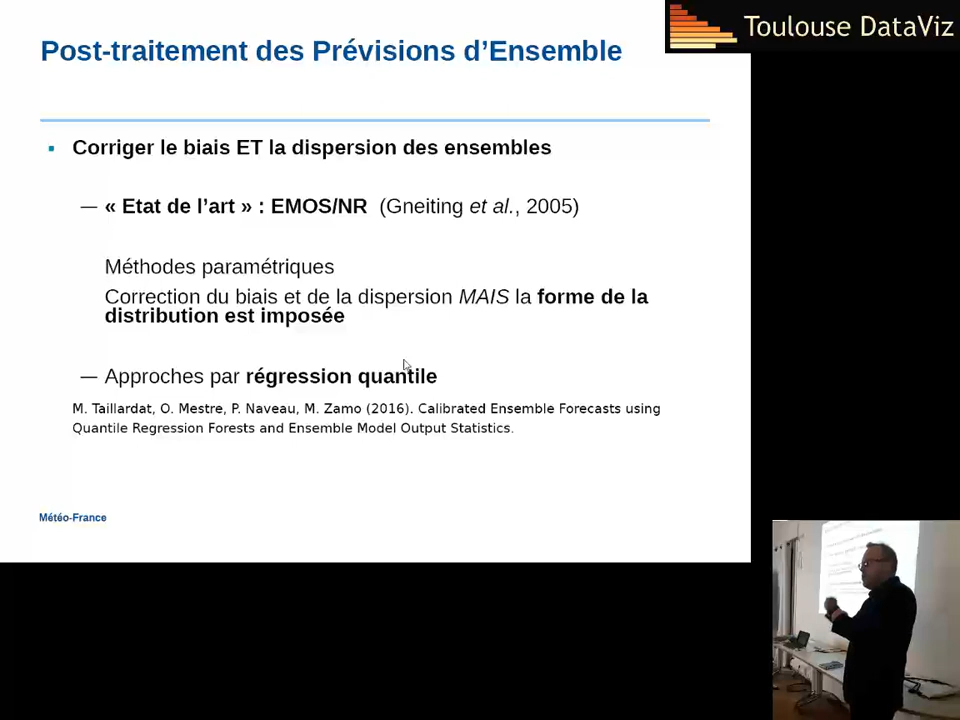 Toulouse DataViz
Post-traitement des Prévisions d’Ensemble
Corriger le biais ET la dispersion des ensembles
— « Etat de l’art » : EMOS/NR (Gneiting et al., 2005)
Méthodes paramétriques
Correction du biais et de la dispersion MAIS la forme de la
distribution est imposée
— Approches par régression quantile
M. Taillardat, O. Mestre, P. Naveau, M. Zamo (2016). Calibrated Ensemble Forecasts using
Quantile Regression Forests and Ensemble Model Output Statistics.
Météo-France